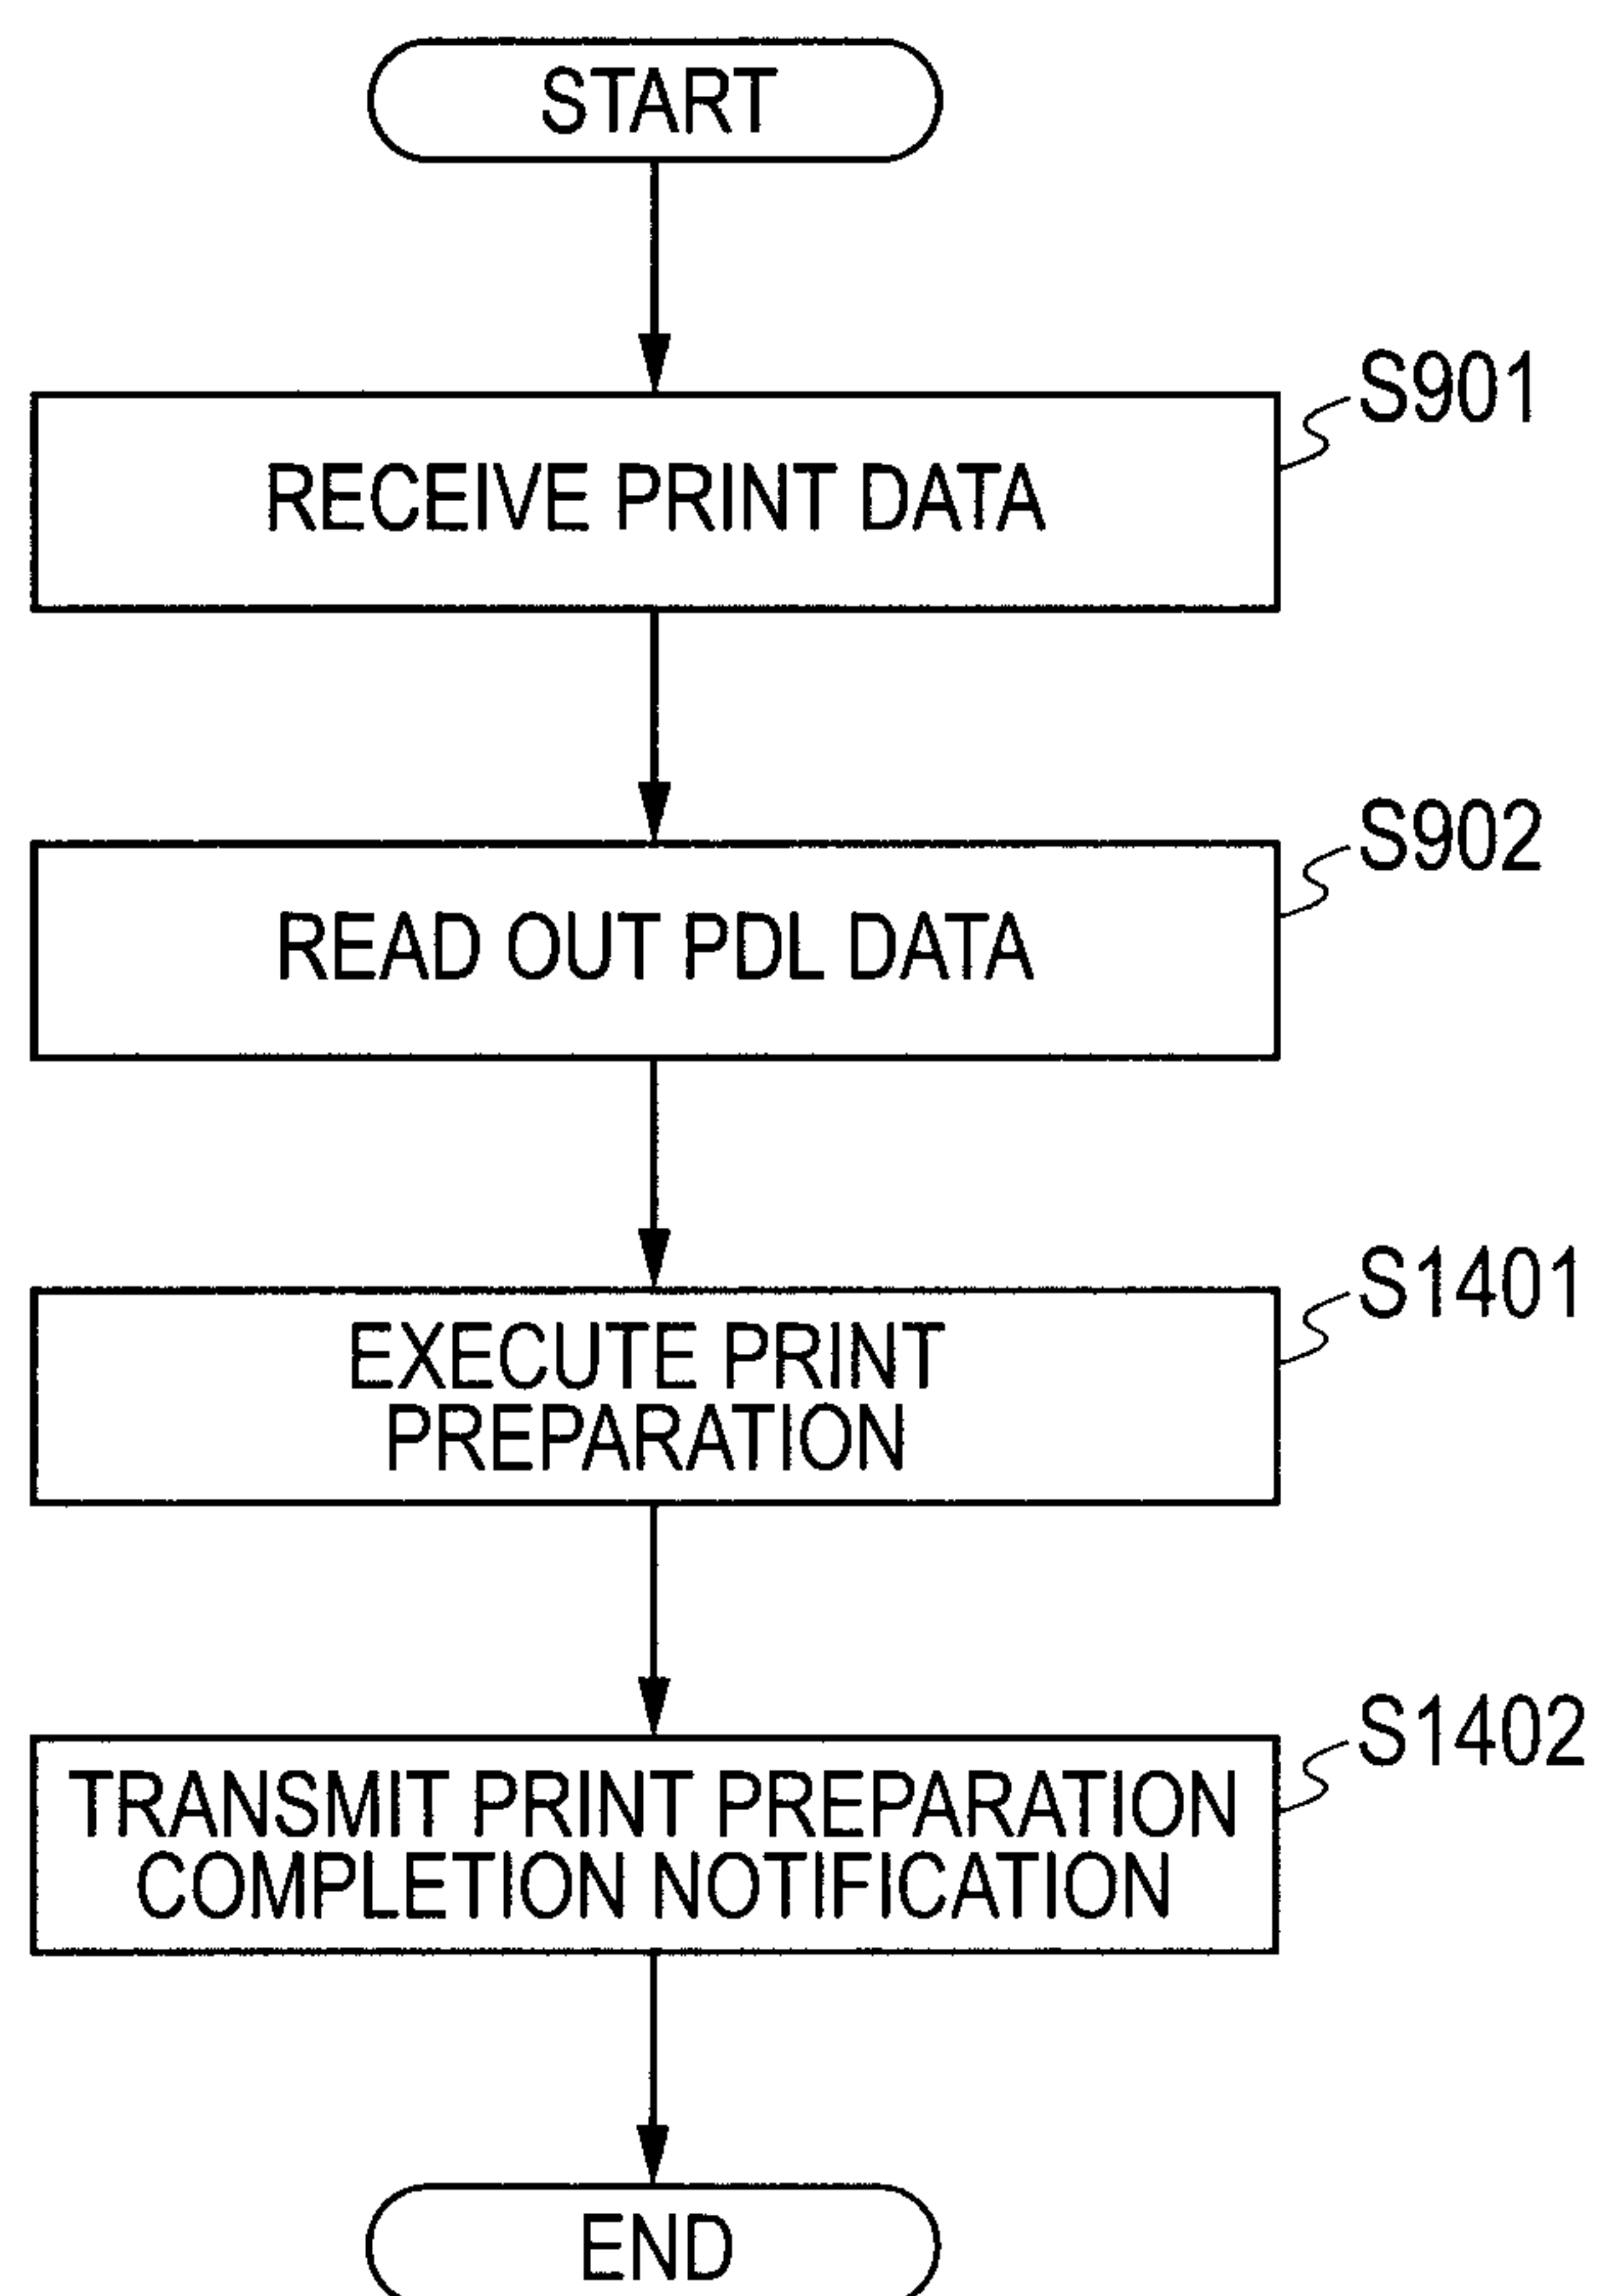 START
S901
RECEIVE PRINT DATA
S902
READ OUT PDL DATA
S1401
EXECUTE PRINT
PREPARATION
S1402
TRANSMIT PRINT PREPARATION
COMPLETION NOTIFICATION
END